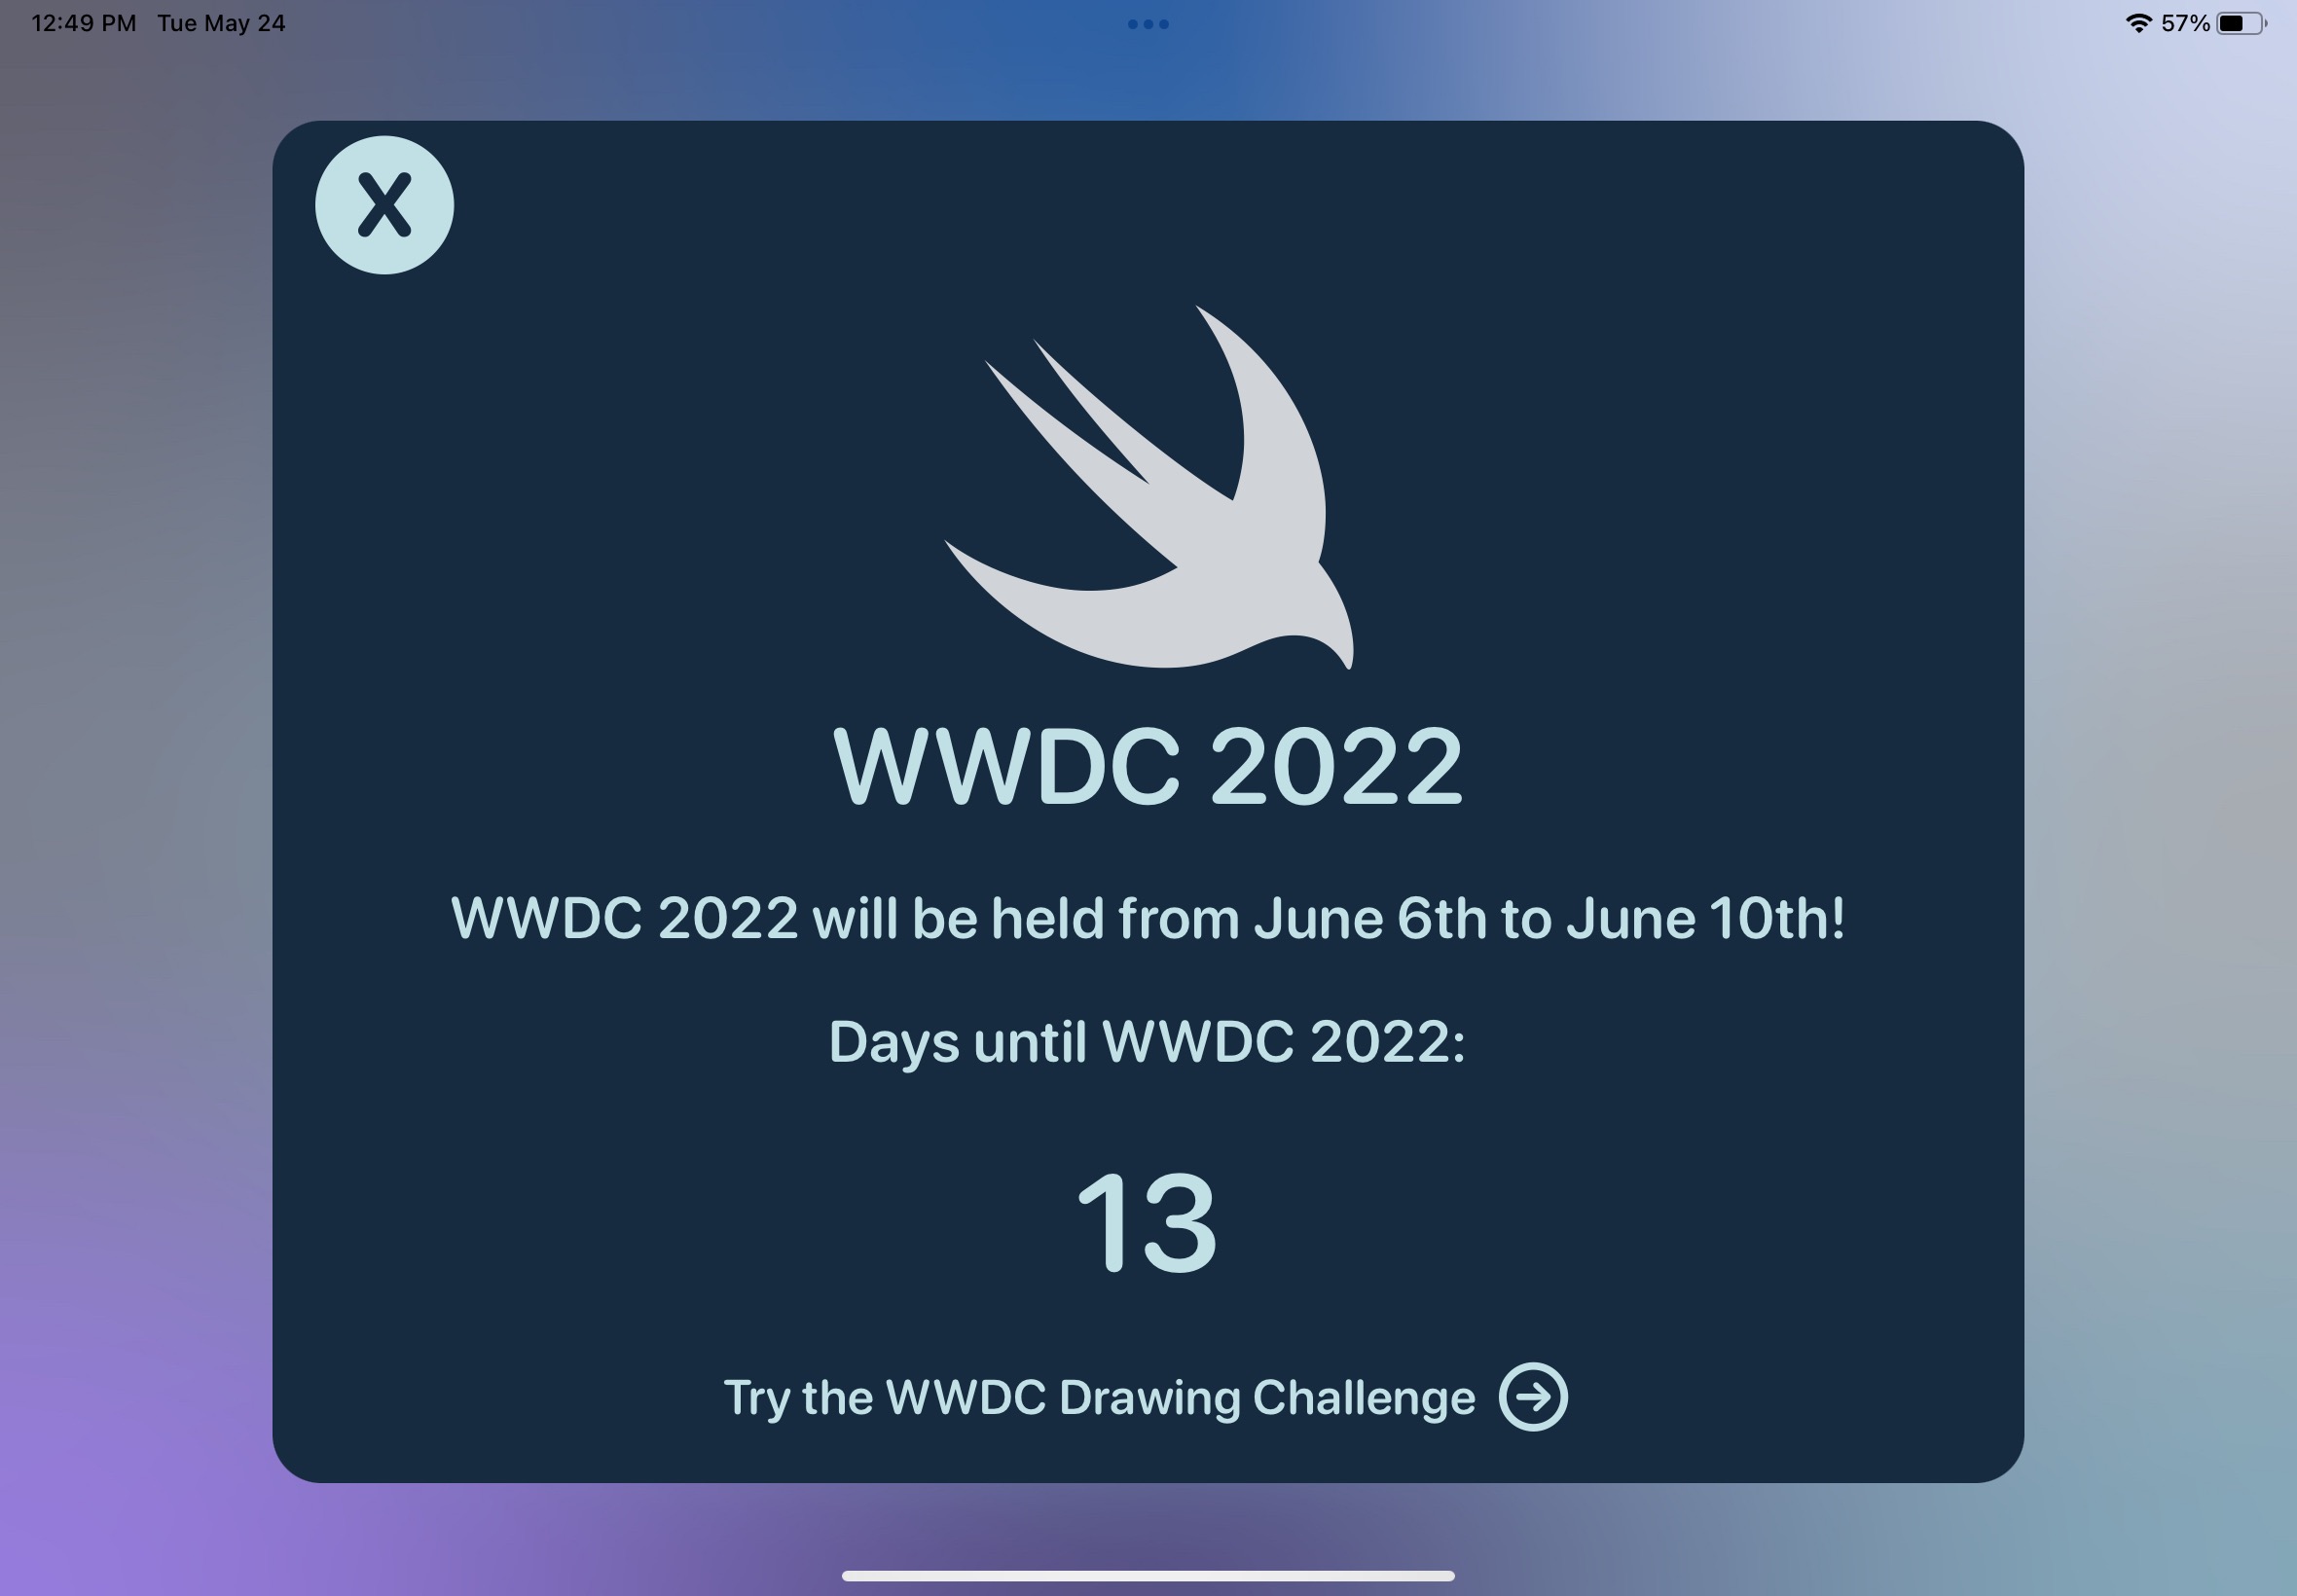 12:49 PM Tue May 24
57%
X
WWDC 2022
WWDC 2022 will be held from June 6th to June 10th!
Days until WWDC 2022:
13
Try the WWDC Drawing Challenge